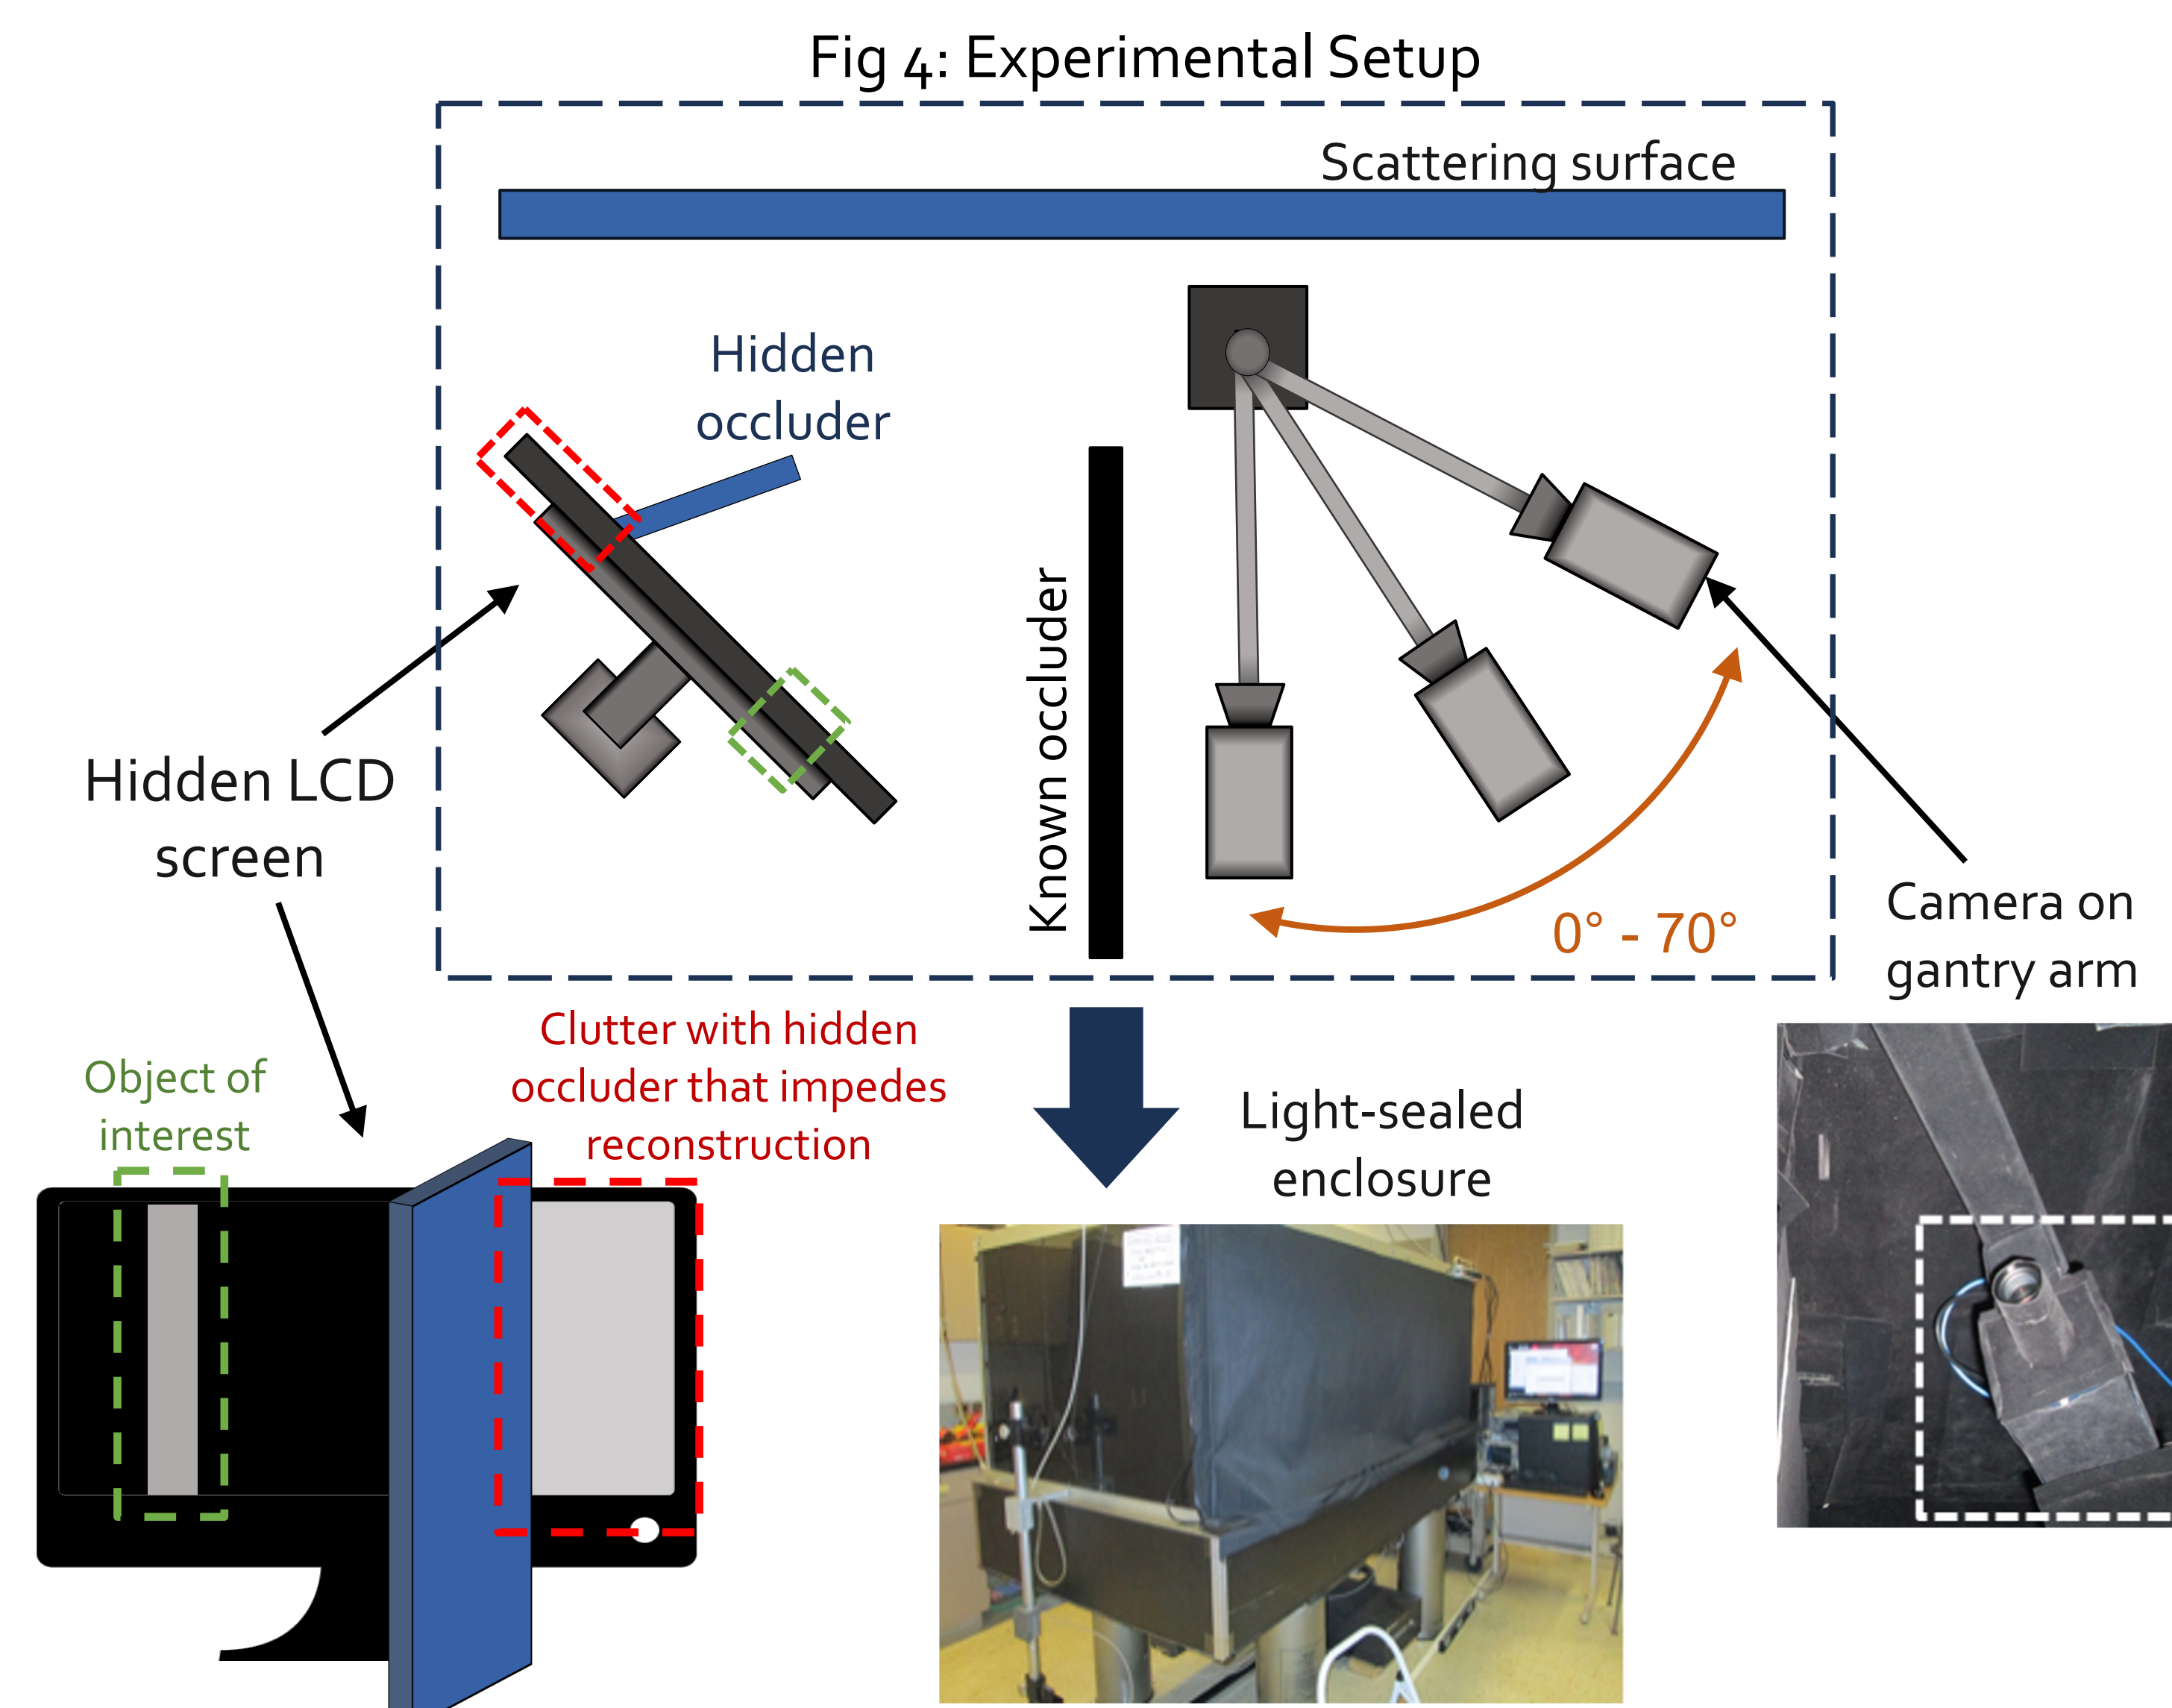 Fig 4: Experimental Setup
Scattering surface
Hidden
occluder
Known occluder
Hidden LCD
screen
0° - 70°
Camera on
gantry arm
Clutter with hidden
occluder that impedes
reconstruction
Object of
interest
Light-sealed
enclosure